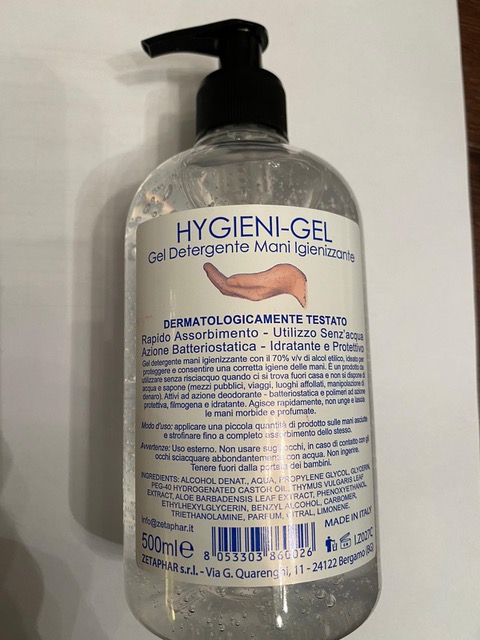 HYGIENI-GEL
Gel Detergente Mani Igienizzante
DERMATOLOGICAMENTE TESTATO
Rapido Assorbimento - Utilizzo Senz'acqua
Azione Batteriostatica - Idratante e Protettivo
Gel detergente mani igienizzante con il 70% v/v di alcol etilico, ideato per
proteggere e consentire una corretta igiene delle mani. È un prodotto da
utilizzare senza risciacquo quando ci si trova fuori casa e non si dispone di
acqua e sapone (mezzi pubblici, viaggi, luoghi affollati, manipolazione di
denaro). Attivi ad azione deodorante - batteriostatica e polimeri ad azione
protettiva, filmogena e idratante. Agisce rapidamente, non unge e lascia
le mani morbide e profumate.
Modo d'uso: applicare una piccola quantità di prodotto sulle mani asciutte
e strofinare fino a completo assorbimento dello stesso.
Avvertenze: Uso esterno. Non usare sugli occhi, in caso di contatto con gli
occhi sciacquare abbondantemente con acqua. Non ingerire.
Tenere fuori dalla portata dei bambini.
INGREDIENTS: ALCOHOL DENAT., AQUA, PROPYLENE GLYCOL, GLYCERIN,
PEG-40 HYDROGENATED CASTOR OIL, THYMUS VULGARIS LEAF
EXTRACT, ALOE BARBADENSIS LEAF EXTRACT, PHENOXYETHANOL,
ETHYLHEXYLGLYCERIN, BENZYL ALCOHOL, CARBOMER,
TRIETHANOLAMINE, PARFUM, CITRAL, LIMONENE.
info@zetaphar.it
MADE IN ITALY
500ml e
8 053303 860026
LZ027C
ZETAPHAR s.r.l. - Via G. Quarenghi, 11 - 24122 Bergamo (BG)